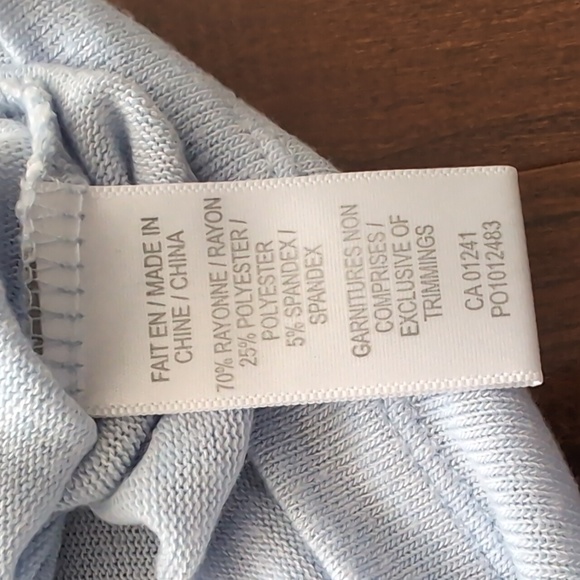 FAIT EN / MADE IN
CHINE / CHINA
70% RAYONNE / RAYON
25% POLYESTER /
POLYESTER
5% SPANDEX /
SPANDEX
GARNITURES NON
COMPRISES /
EXCLUSIVE OF
TRIMMINGS
CA 01241
PO1012483